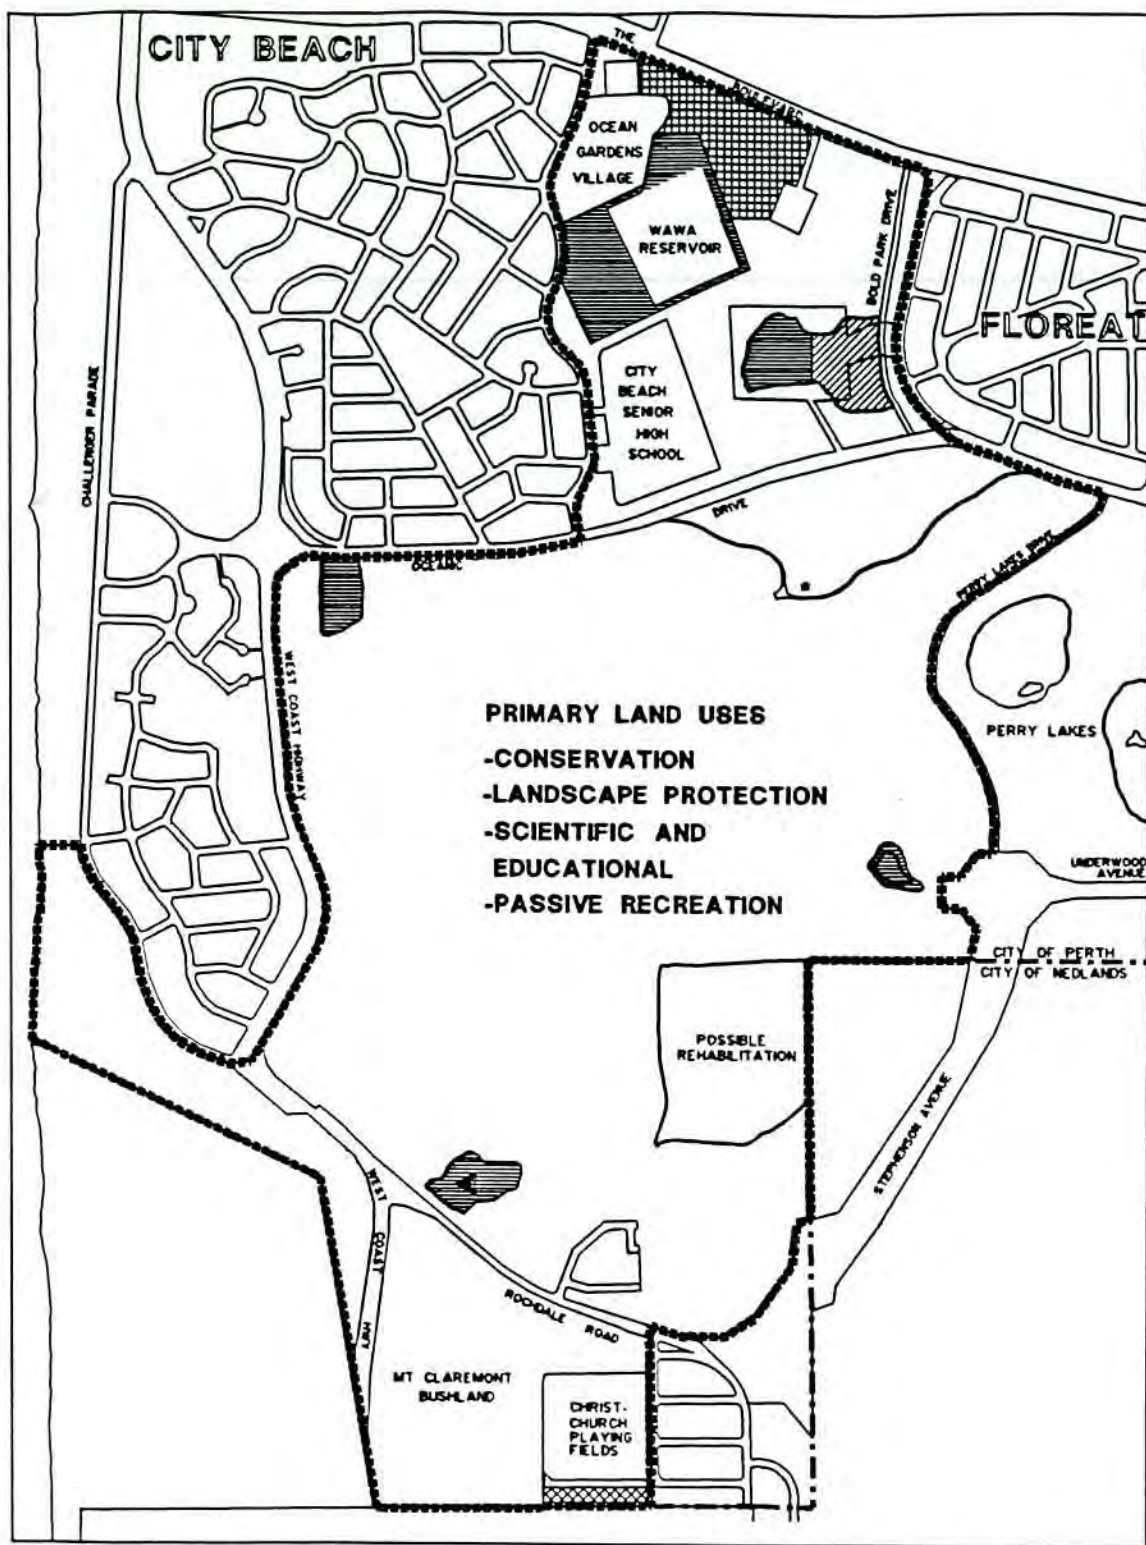 CITY BEACH
THE
BOULEVARD
OCEAN
GARDENS
VILLAGE
WAWA
RESERVOIR
BOLD PARK DRIVE
FLOREAT
CITY
BEACH
SENIOR
HIGH
SCHOOL
CHALLENGER PARADE
DRIVE
OCEANIC
PERRY LAKES DRIVE
WEST COAST HIGHWAY
PERRY LAKES
PRIMARY LAND USES
-CONSERVATION
-LANDSCAPE PROTECTION
-SCIENTIFIC AND
EDUCATIONAL
-PASSIVE RECREATION
UNDERWOOD
AVENUE
CITY OF PERTH
CITY OF NEDLANDS
POSSIBLE
REHABILITATION
STEPHENSON AVENUE
A
WEST
COAST
HWY
ROCHDALE ROAD
MT CLAREMONT
BUSHLAND
CHRIST-
CHURCH
PLAYING
FIELDS